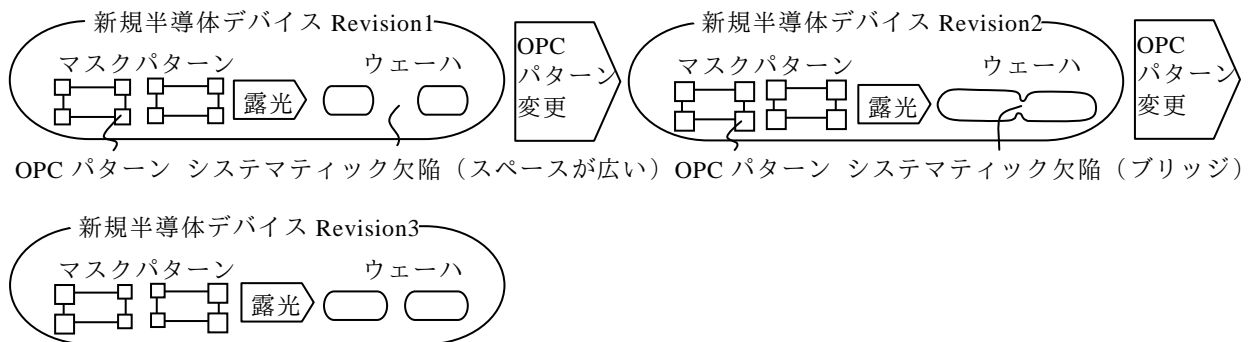 新規半導体デバイス Revision1
マスクパターン
ウェーハ
露光
OPC パターン
システマティック欠陥（スペースが広い）
OPC
パターン
変更
新規半導体デバイス Revision2
マスクパターン
ウェーハ
露光
OPC パターン
システマティック欠陥（ブリッジ）
OPC
パターン
変更
新規半導体デバイス Revision3
マスクパターン
ウェーハ
露光